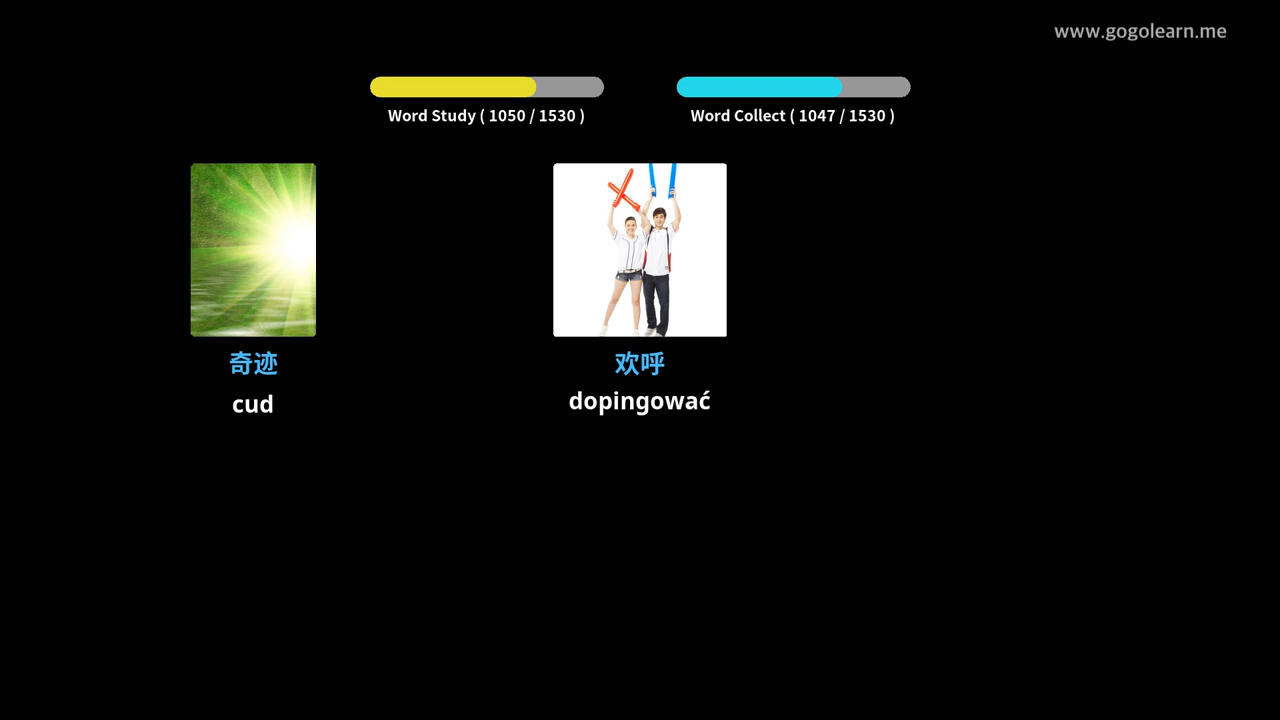 www.gogolearn.me
Word Study ( 1050 / 1530 )
Word Collect ( 1047 / 1530 )
奇迹
cud
欢呼
dopingować